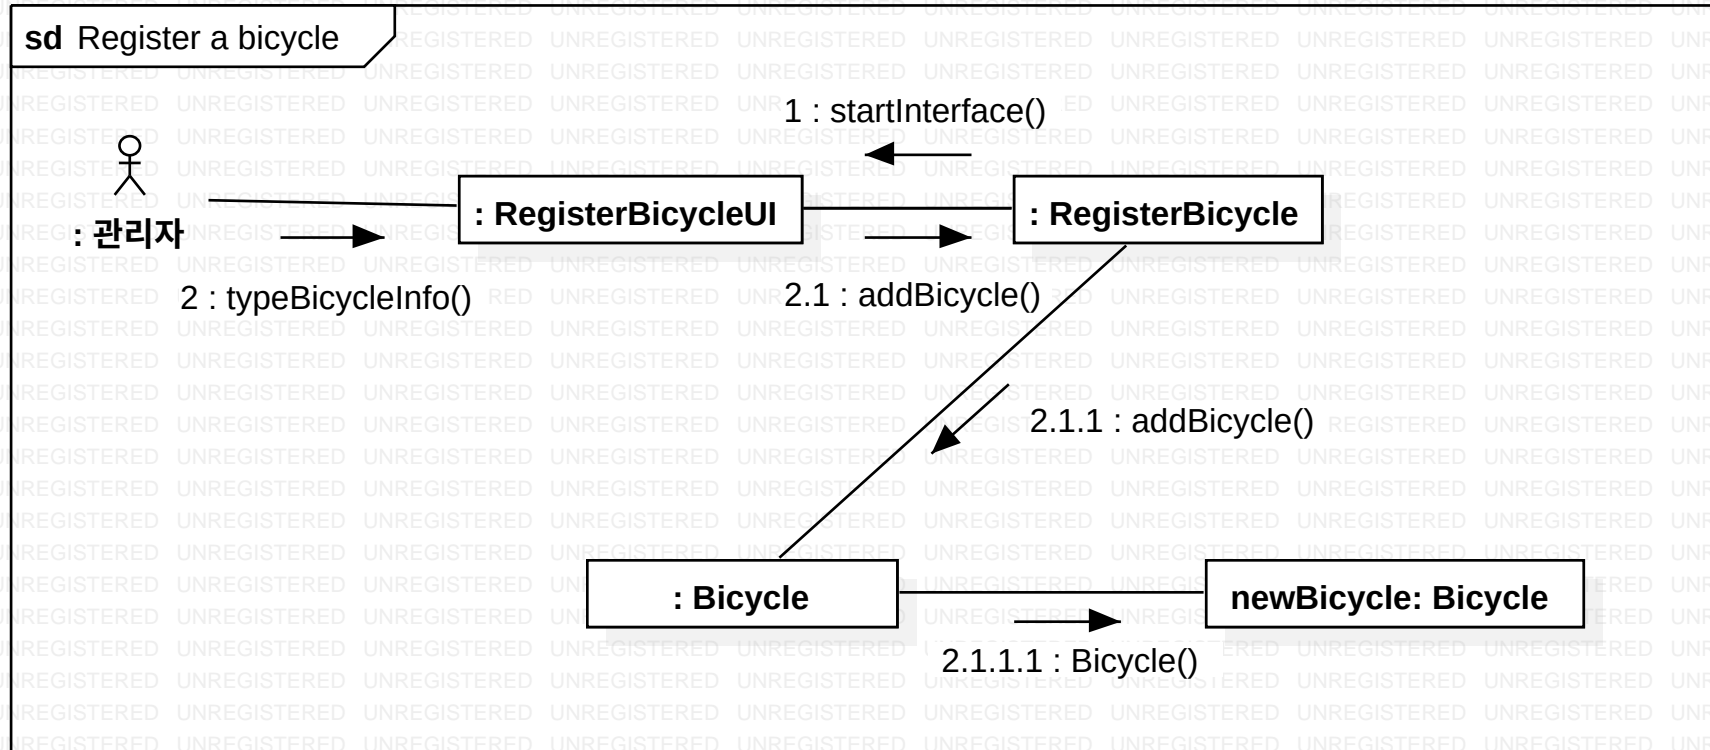 sd Register a bicycle
1 : startInterface()
: 관리자
: RegisterBicycleUI
: RegisterBicycle
2 : typeBicycleInfo()
2.1 : addBicycle()
2.1.1 : addBicycle()
: Bicycle
newBicycle: Bicycle
2.1.1.1 : Bicycle()
UNREGISTERED